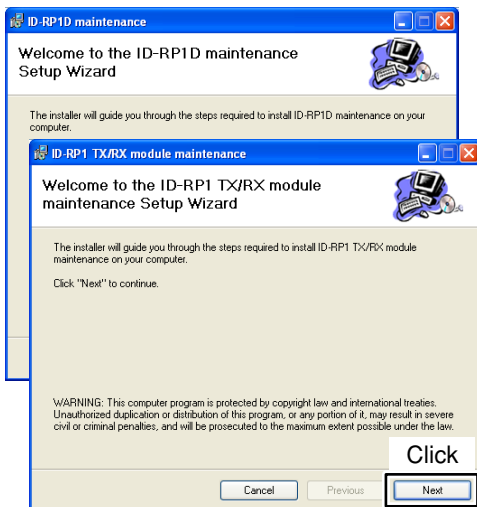 ID-RP1D maintenance
Welcome to the ID-RP1D maintenance
Setup Wizard
The installer will guide you through the steps required to install ID-RP1D maintenance on your
computer.
ID-RP1 TX/RX module maintenance
Welcome to the ID-RP1 TX/RX module
maintenance Setup Wizard
The installer will guide you through the steps required to install ID-RP1 TX/RX module
maintenance on your computer.
Click "Next" to continue.
WARNING: This computer program is protected by copyright law and international treaties.
Unauthorized duplication or distribution of this program, or any portion of it, may result in severe
civil or criminal penalties, and will be prosecuted to the maximum extent possible under the law.
Click
Cancel Previous Next